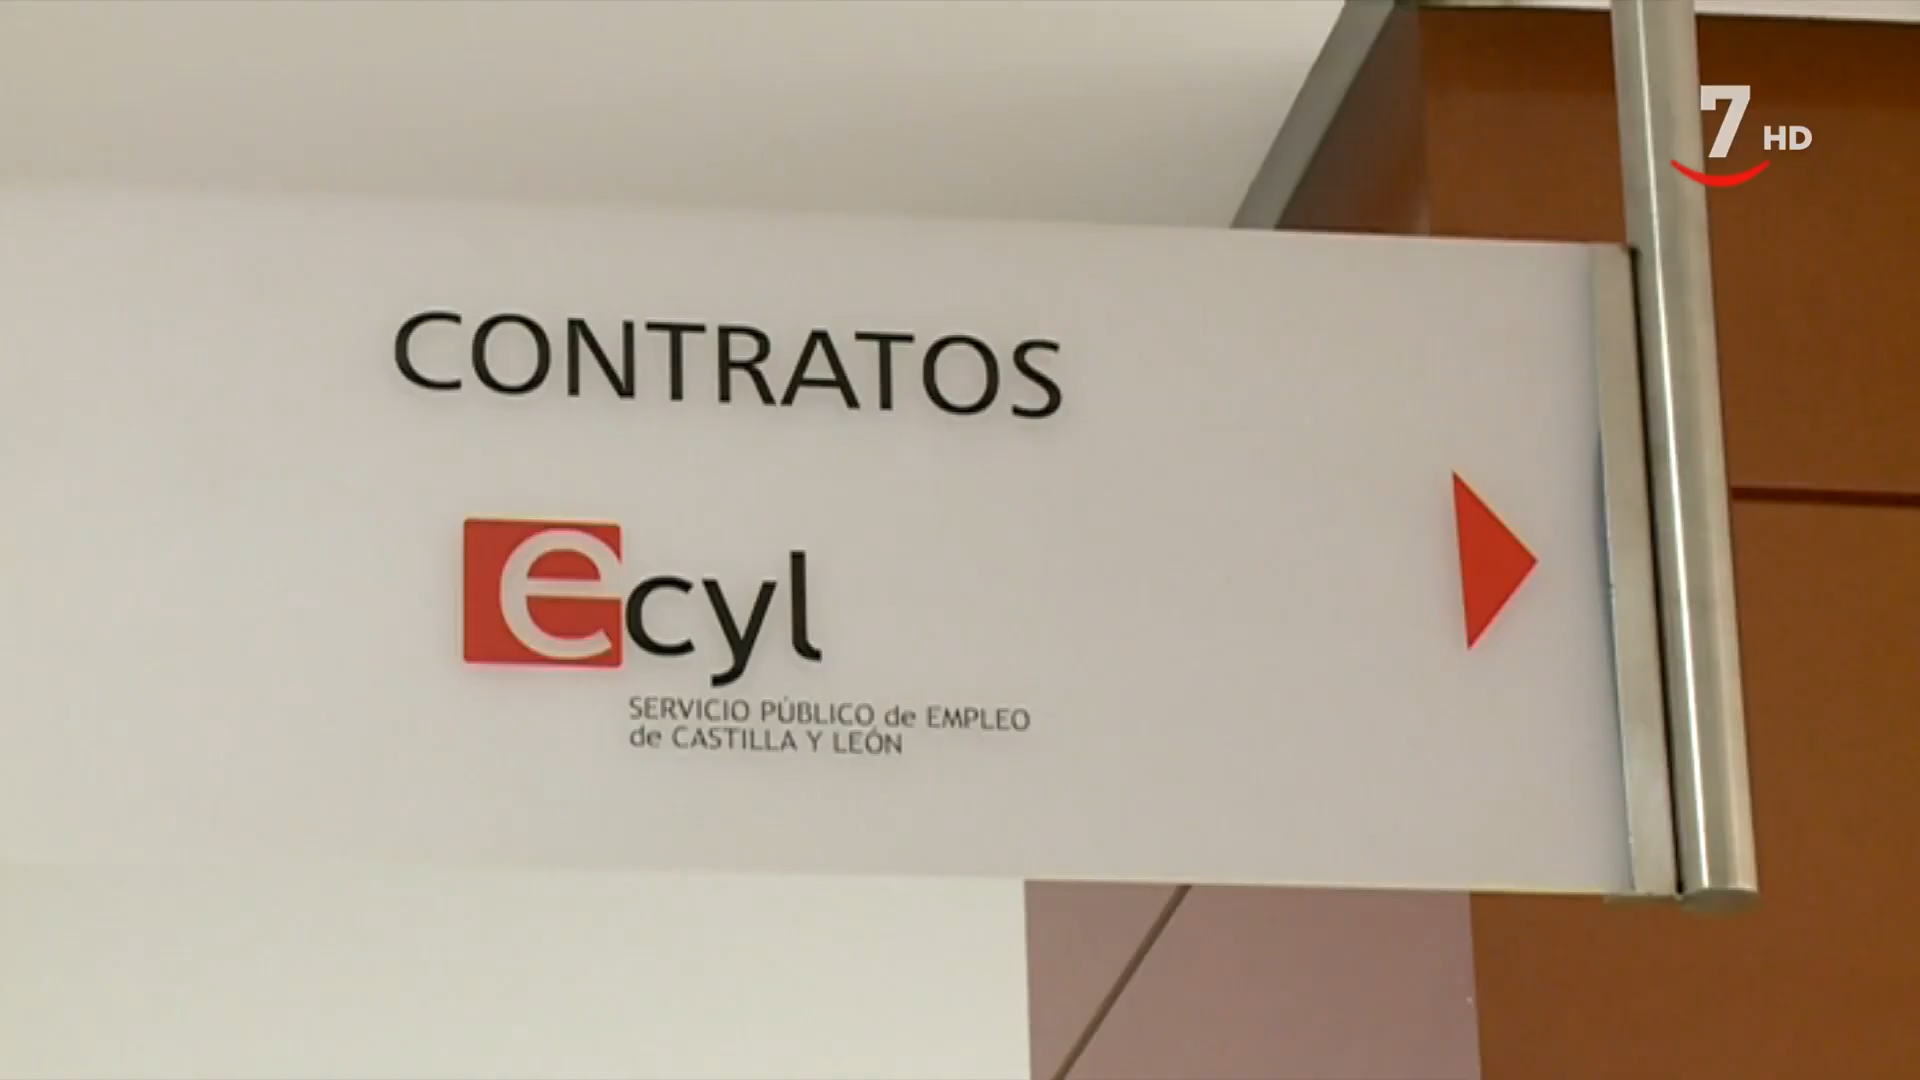 7 HD
CONTRATOS
ecyl
SERVICIO PÚBLICO de EMPLEO
de CASTILLA Y LEÓN